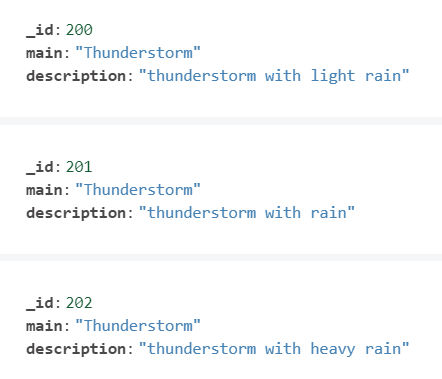 _id: 200
main: "Thunderstorm"
description: "thunderstorm with light rain"
_id: 201
main: "Thunderstorm"
description: "thunderstorm with rain"
_id: 202
main: "Thunderstorm"
description: "thunderstorm with heavy rain"